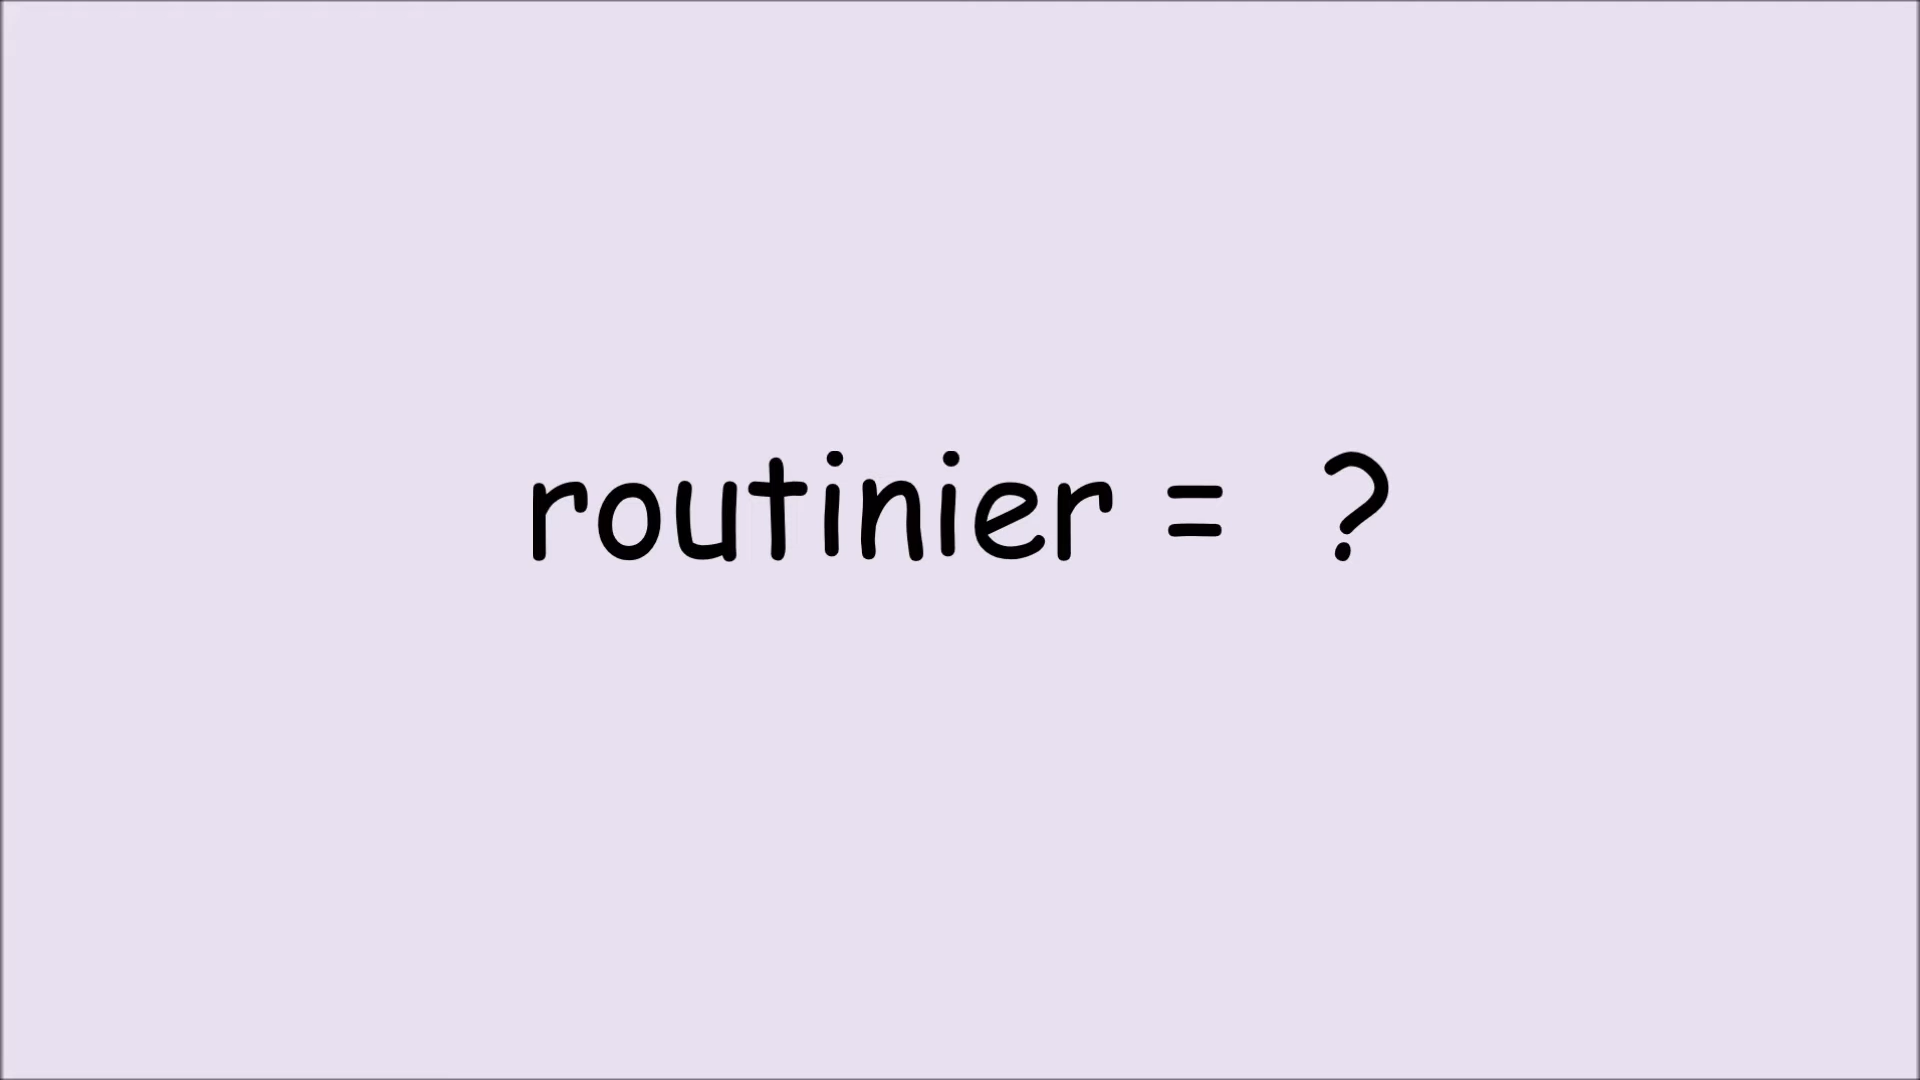 routinier = ?